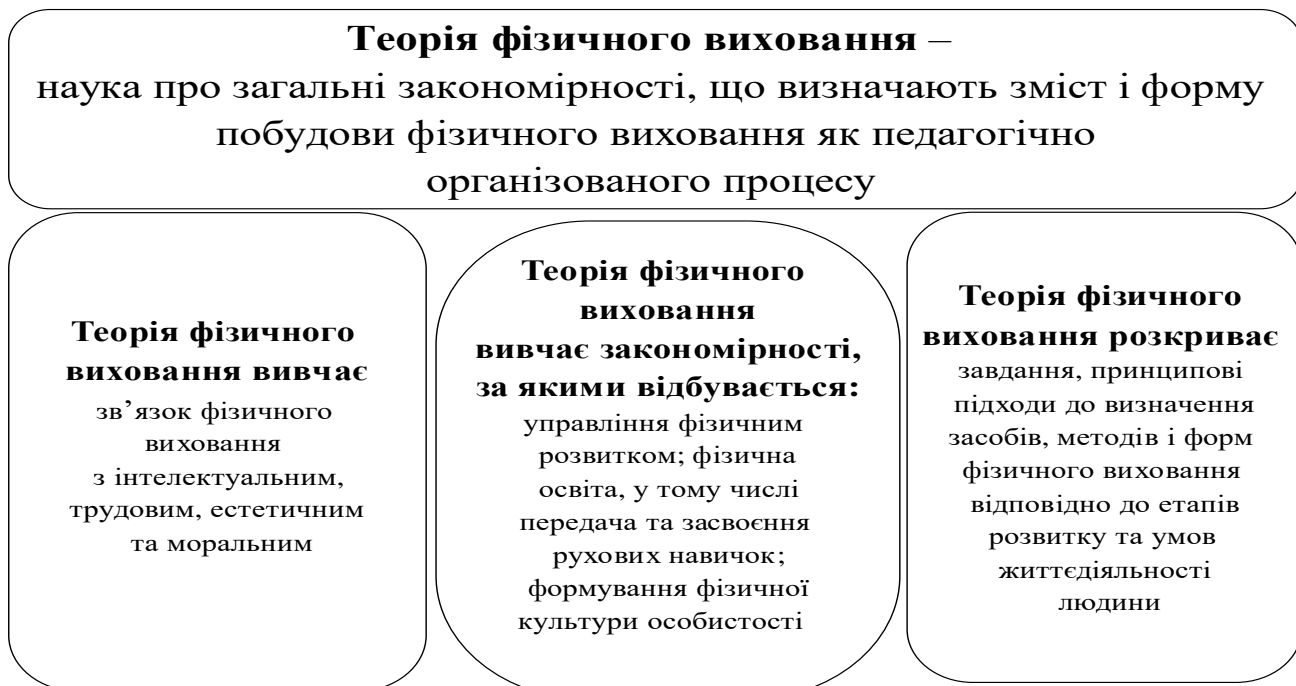 Теорія фізичного виховання –
наука про загальні закономірності, що визначають зміст і форму
побудови фізичного виховання як педагогічно
організованого процесу
Теорія фізичного
виховання вивчає
зв’язок фізичного
виховання
з інтелектуальним,
трудовим, естетичним
та моральним
Теорія фізичного
виховання
вивчає закономірності,
за якими відбувається:
управління фізичним
розвитком; фізична
освіта, у тому числі
передача та засвоєння
рухових навичок;
формування фізичної
культури особистості
Теорія фізичного
виховання розкриває
завдання, принципові
підходи до визначення
засобів, методів і форм
фізичного виховання
відповідно до етапів
розвитку та умов
життєдіяльності
людини